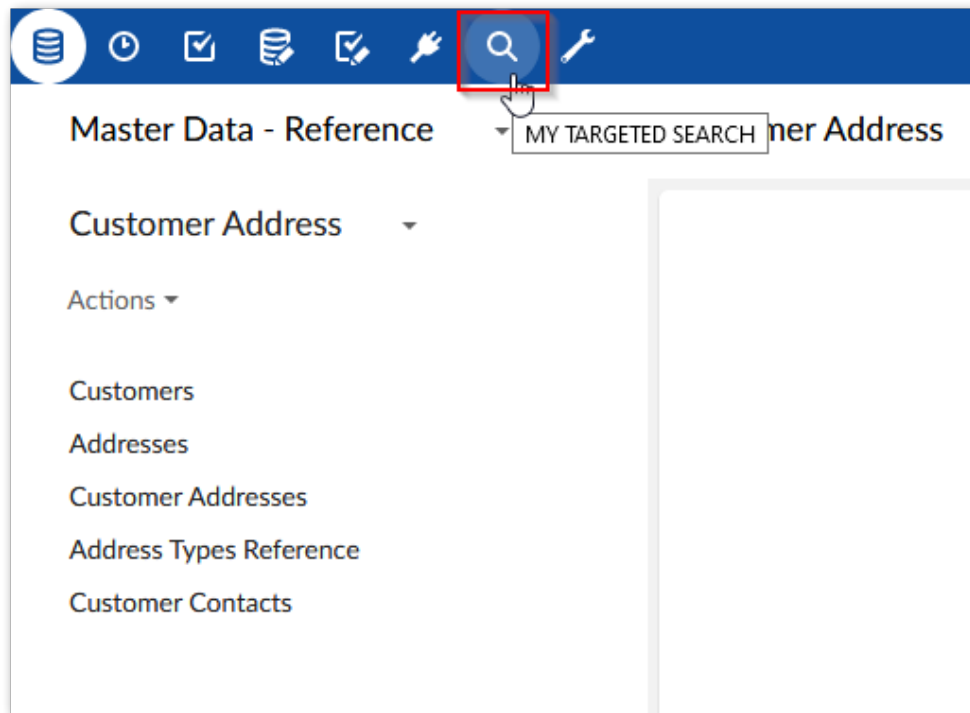 Master Data - Reference
MY TARGETED SEARCH
mer Address
Customer Address
Actions
Customers
Addresses
Customer Addresses
Address Types Reference
Customer Contacts